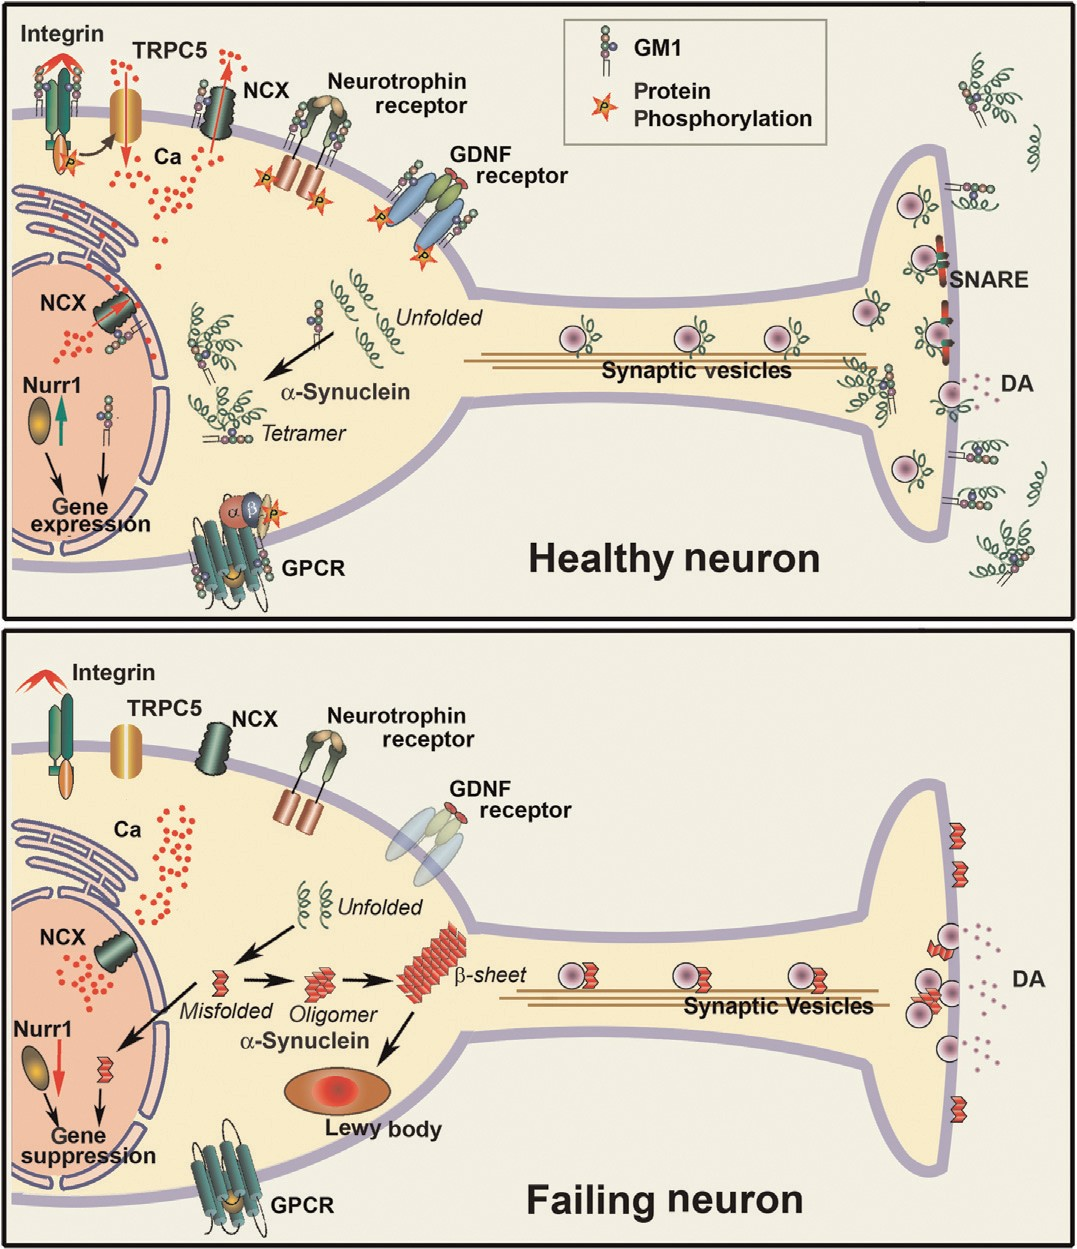 Integrin
TRPC5
NCX
Neurotrophin
receptor
GM1
Protein
Phosphorylation
P
Ca
GDNF
receptor
P
P
P
P
NCX
SNARE
Unfolded
Synaptic vesicles
Nurr1
α-Synuclein
DA
Tetramer
Gene
expression
α β P
GPCR
Healthy neuron
Integrin
TRPC5
NCX
Neurotrophin
receptor
GDNF
receptor
Ca
Unfolded
NCX
β-sheet
DA
Misfolded
Oligomer
Synaptic Vesicles
Nurr1
α-Synuclein
Lewy body
Gene
suppression
GPCR
Failing neuron